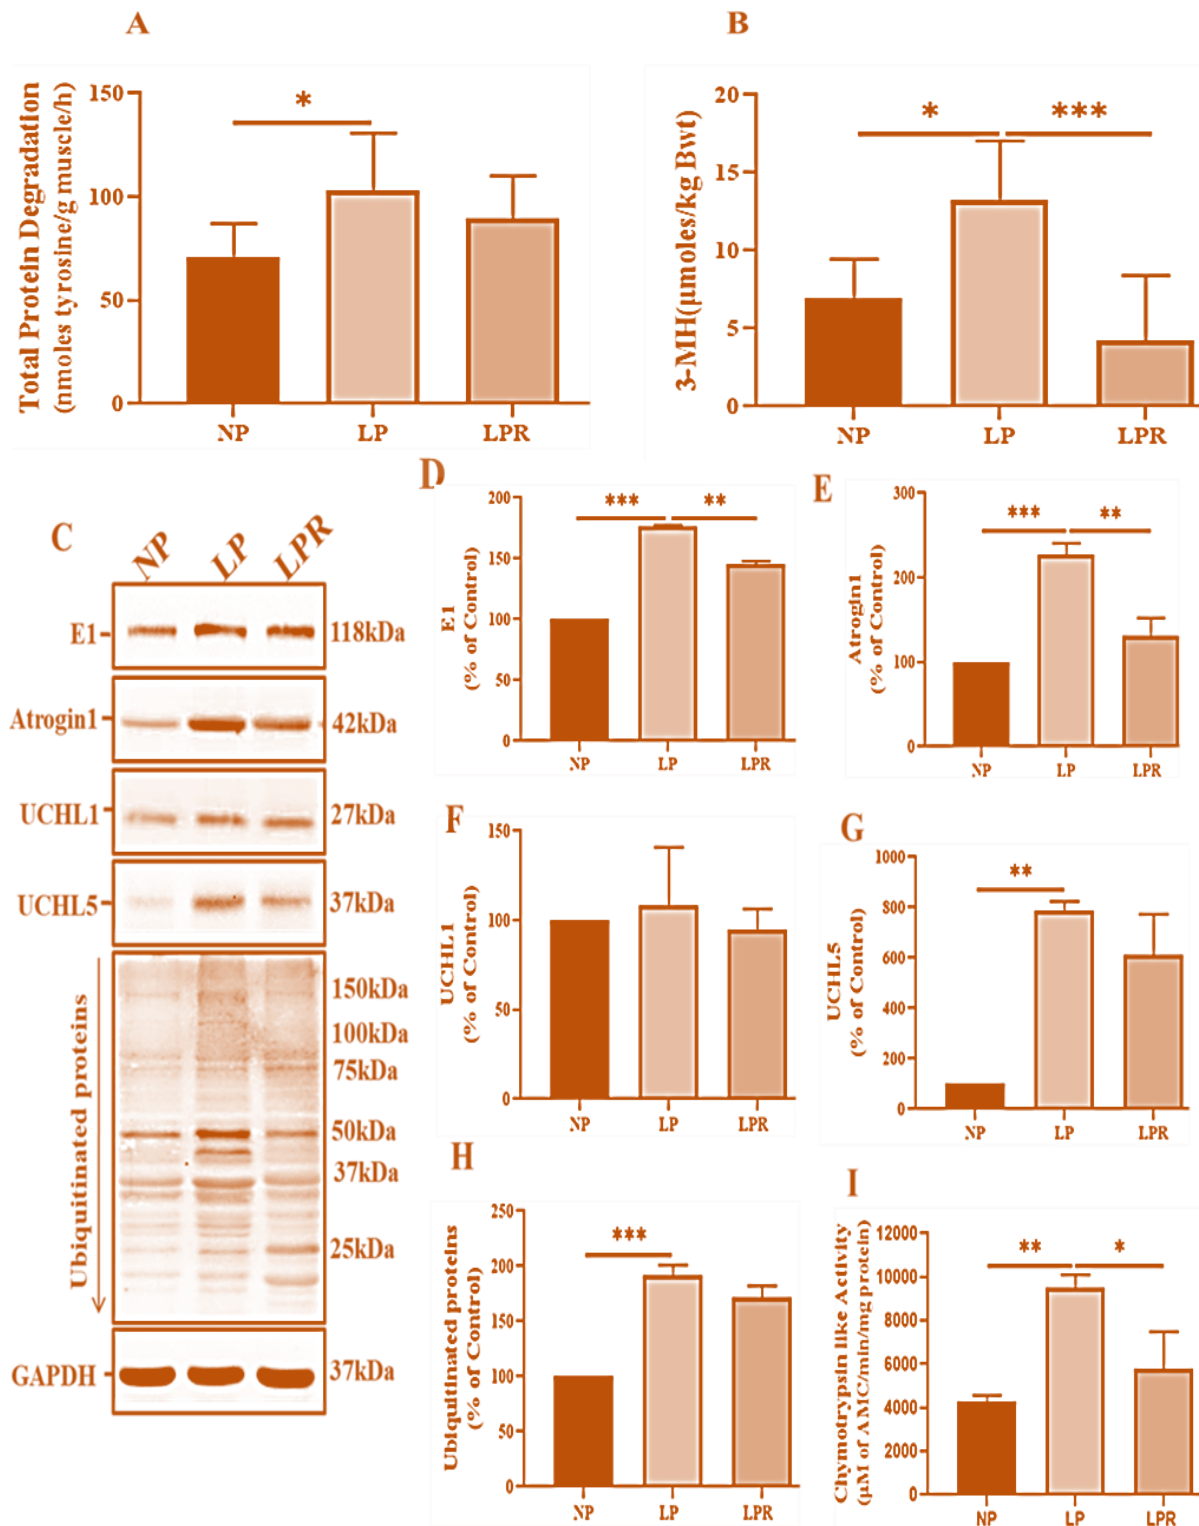 A
Total Protein Degradation
(nmoles tyrosine/g muscle/h)
150
100
50
0
*
NP LP LPR
B
3-MH(µmoles/kg Bwt)
20
15
10
5
0
* ***
NP LP LPR
C
NP LP LPR
E1 118kDa
Atrogin1 42kDa
UCHL1 27kDa
UCHL5 37kDa
Ubiquitinated proteins
150kDa
100kDa
75kDa
50kDa
37kDa
25kDa
GAPDH 37kDa
D
E1
(% of Control)
200
150
100
50
0
*** **
NP LP LPR
E
Atrogin1
(% of Control)
300
200
100
0
*** **
NP LP LPR
F
UCHL1
(% of Control)
150
100
50
0
NP LP LPR
G
UCHL5
(% of Control)
1000
800
600
400
200
0
**
NP LP LPR
H
Ubiquitinated proteins
(% of Control)
250
200
150
100
50
0
***
NP LP LPR
I
Chymotrypsin like Activity
(µM of AMC/min/mg protein)
12000
10000
8000
6000
4000
2000
0
** *
NP LP LPR